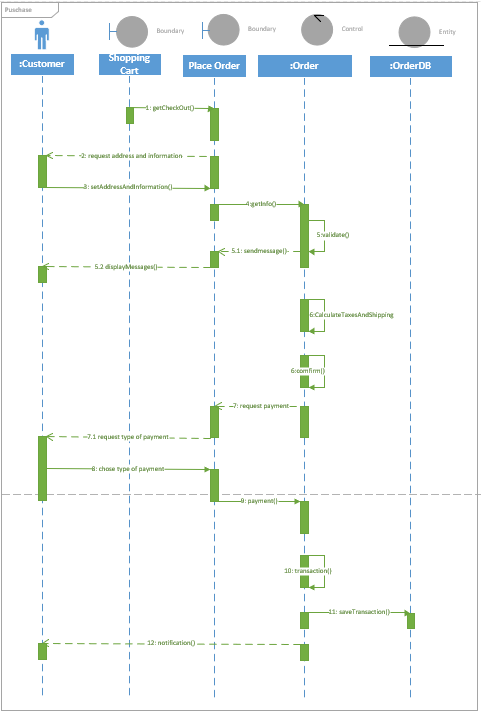 Puschase
Boundary
Boundary
Control
Entity
:Customer
Shopping
Cart
Place Order
:Order
:OrderDB
1: getCheckOut()
2: request address and information
3: setAddressAndInformation()
4:getInfo()
5:validate()
5.1: sendmessage()
5.2 displayMessages()
6:CalculateTaxesAndShipping
6:comfirm()
7: request payment
7.1 request type of payment
8: chose type of payment
9: payment()
10: transaction()
11: saveTransaction()
12: notification()